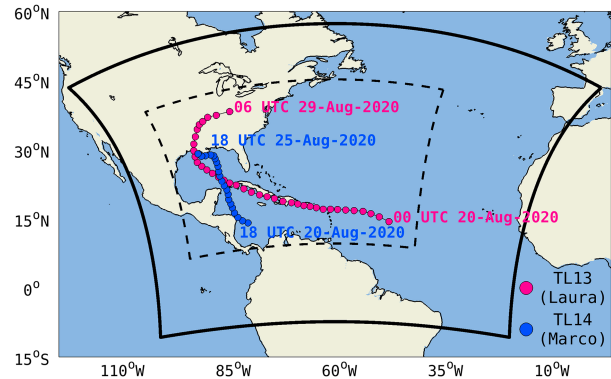 60°N
45°N
30°N
15°N
0°
15°S
110°W
85°W
60°W
35°W
10°W
06 UTC 29-Aug-2020
18 UTC 25-Aug-2020
00 UTC 20-Aug-2020
18 UTC 20-Aug-2020
TL13
(Laura)
TL14
(Marco)